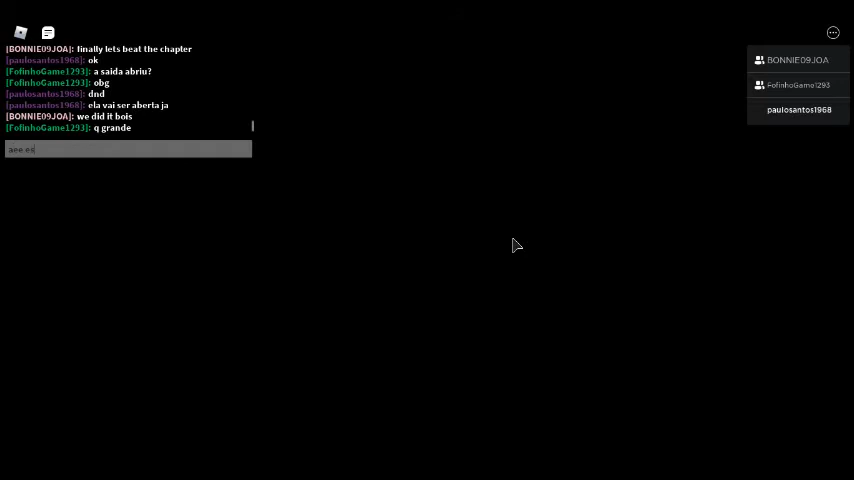 [BONNIE09JOA]: finally lets beat the chapter
[paulosantos1968]: ok
[FofinhoGame1293]: a saida abriu?
[FofinhoGame1293]: obg
[paulosantos1968]: dnd
[paulosantos1968]: ela vai ser aberta ja
[BONNIE09JOA]: we did it bois
[FofinhoGame1293]: q grande
aee es
BONNIE09JOA
FofinhoGame1293
paulosantos1968